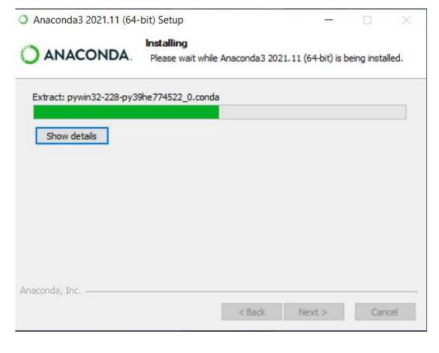 Anaconda3 2021.11 (64-bit) Setup
ANACONDA.
Installing
Please wait while Anaconda3 2021.11 (64-bit) is being installed.
Extract: pywin32-228-py39he774522_0.conda
Show details
Anaconda, Inc.
< Back Next > Cancel